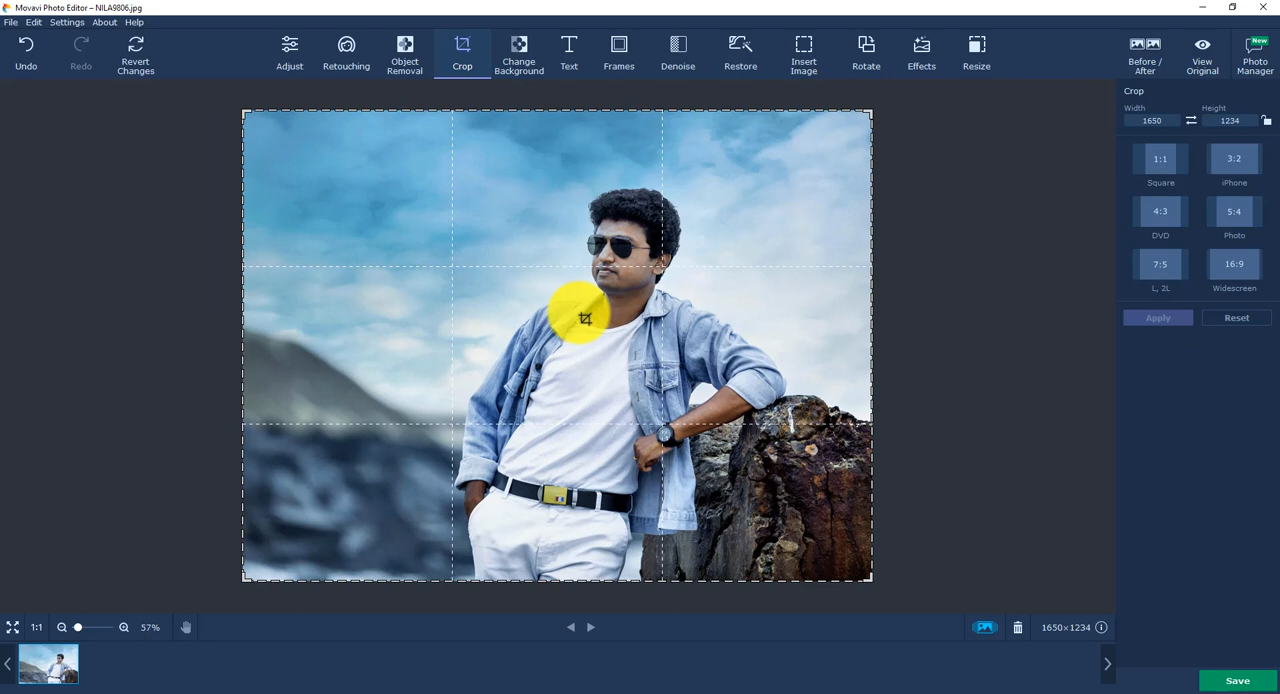 Movavi Photo Editor – NILA9806.jpg
File Edit Settings About Help
Undo Redo Revert Changes Adjust Retouching Object Removal Crop Change Background Text Frames Denoise Restore Insert Image Rotate Effects Resize Before / After View Original New Photo Manager
Crop
Width Height
1650 1234
1:1 3:2
Square iPhone
4:3 5:4
DVD Photo
7:5 16:9
L, 2L Widescreen
Apply Reset
1:1 57% 1650×1234
Save